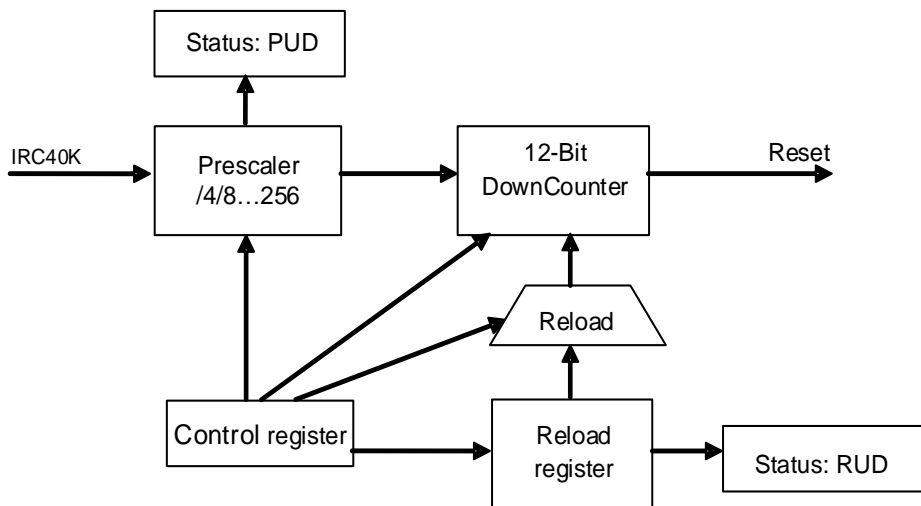 Status: PUD
IRC40K
Prescaler
/4/8...256
12-Bit
DownCounter
Reset
Reload
Control register
Reload
register
Status: RUD